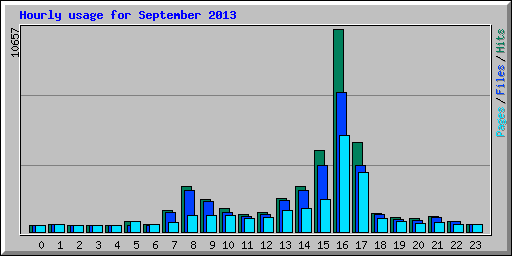 Hourly usage for September 2013
10657
Pages/Files/Hits
0 1 2 3 4 5 6 7 8 9 10 11 12 13 14 15 16 17 18 19 20 21 22 23